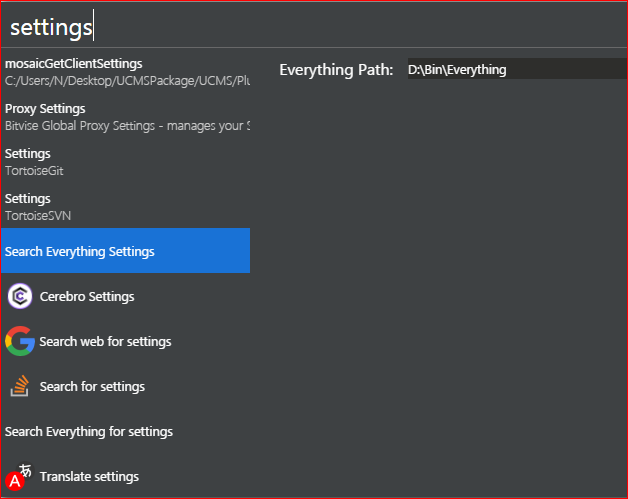 settings
mosaicGetClientSettings
C:/Users/N/Desktop/UCMSPackage/UCMS/Plu
Everything Path: D:\Bin\Everything
Proxy Settings
Bitvise Global Proxy Settings - manages your S
Settings
TortoiseGit
Settings
TortoiseSVN
Search Everything Settings
Cerebro Settings
Search web for settings
Search for settings
Search Everything for settings
A あ Translate settings